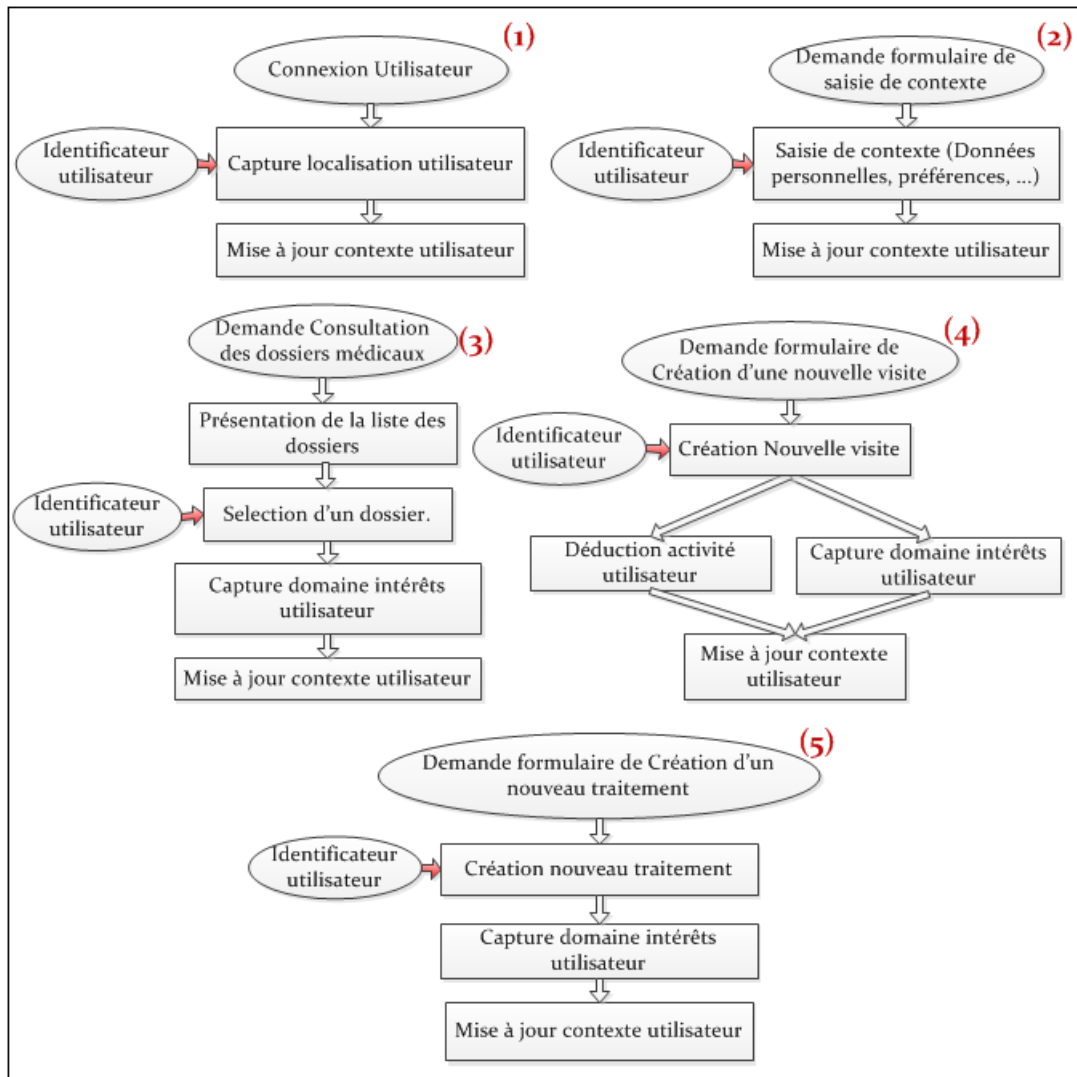 (1)
Connexion Utilisateur
Identificateur
utilisateur
Capture localisation utilisateur
Mise à jour contexte utilisateur
(2)
Demande formulaire de
saisie de contexte
Identificateur
utilisateur
Saisie de contexte (Données
personnelles, préférences, ...)
Mise à jour contexte utilisateur
(3)
Demande Consultation
des dossiers médicaux
Présentation de la liste des
dossiers
Identificateur
utilisateur
Selection d'un dossier.
Capture domaine intérêts
utilisateur
Mise à jour contexte utilisateur
(4)
Demande formulaire de
Création d'une nouvelle visite
Identificateur
utilisateur
Création Nouvelle visite
Déduction activité
utilisateur
Capture domaine intérêts
utilisateur
Mise à jour contexte
utilisateur
(5)
Demande formulaire de Création d'un
nouveau traitement
Identificateur
utilisateur
Création nouveau traitement
Capture domaine intérêts
utilisateur
Mise à jour contexte utilisateur